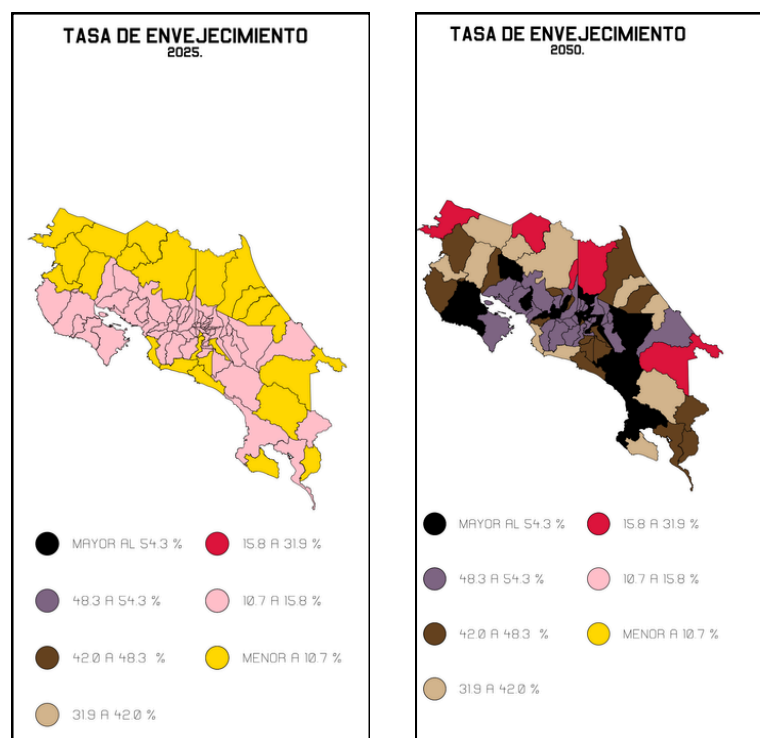 TASA DE ENVEJECIMIENTO
2025.
MAYOR AL 54.3 %
15.8 A 31.9 %
48.3 A 54.3 %
10.7 A 15.8 %
42.0 A 48.3 %
MENOR A 10.7 %
31.9 A 42.0 %
TASA DE ENVEJECIMIENTO
2050.
MAYOR AL 54.3 %
15.8 A 31.9 %
48.3 A 54.3 %
10.7 A 15.8 %
42.0 A 48.3 %
MENOR A 10.7 %
31.9 A 42.0 %